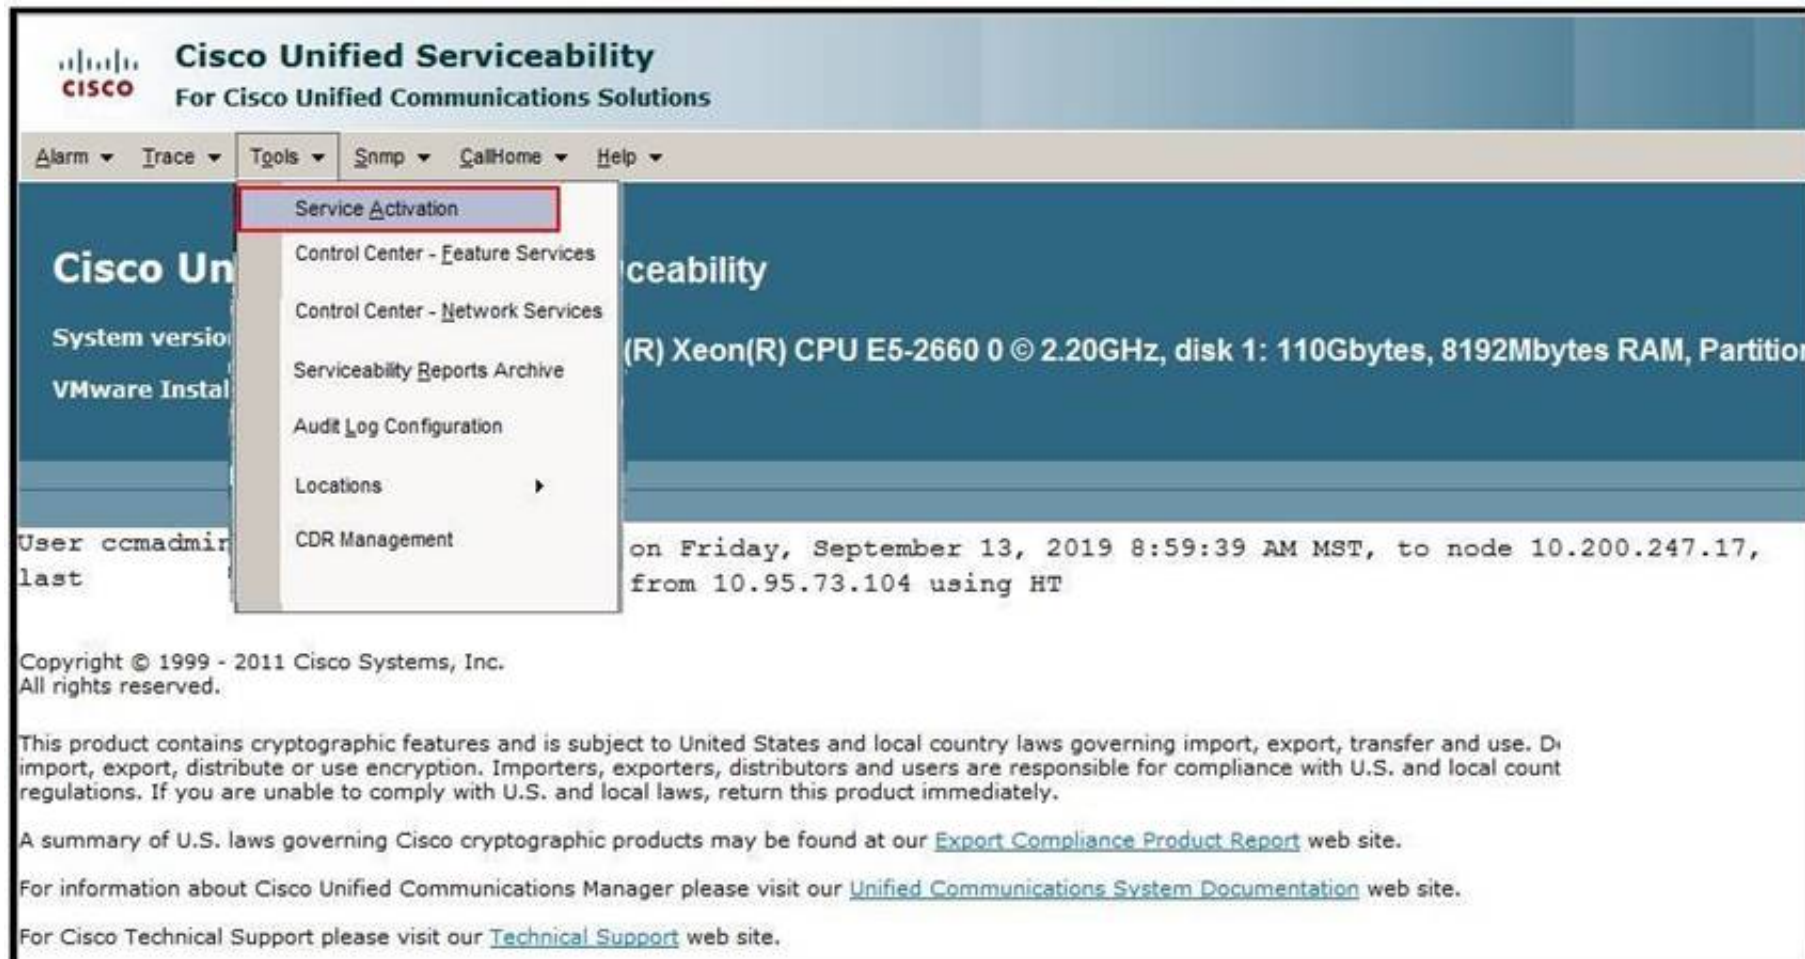 CISCO
Cisco Unified Serviceability
For Cisco Unified Communications Solutions
Alarm Trace Tools Snmp CallHome Help
Service Activation
Control Center - Feature Services
Control Center - Network Services
Serviceability Reports Archive
Audit Log Configuration
Locations
CDR Management
Cisco Un ceability
System versio (R) Xeon(R) CPU E5-2660 0 © 2.20GHz, disk 1: 110Gbytes, 8192Mbytes RAM, Partitio
VMware Instal
User ccmadmin on Friday, September 13, 2019 8:59:39 AM MST, to node 10.200.247.17,
last from 10.95.73.104 using HT
Copyright © 1999 - 2011 Cisco Systems, Inc.
All rights reserved.
This product contains cryptographic features and is subject to United States and local country laws governing import, export, transfer and use. D
import, export, distribute or use encryption. Importers, exporters, distributors and users are responsible for compliance with U.S. and local count
regulations. If you are unable to comply with U.S. and local laws, return this product immediately.
A summary of U.S. laws governing Cisco cryptographic products may be found at our Export Compliance Product Report web site.
For information about Cisco Unified Communications Manager please visit our Unified Communications System Documentation web site.
For Cisco Technical Support please visit our Technical Support web site.